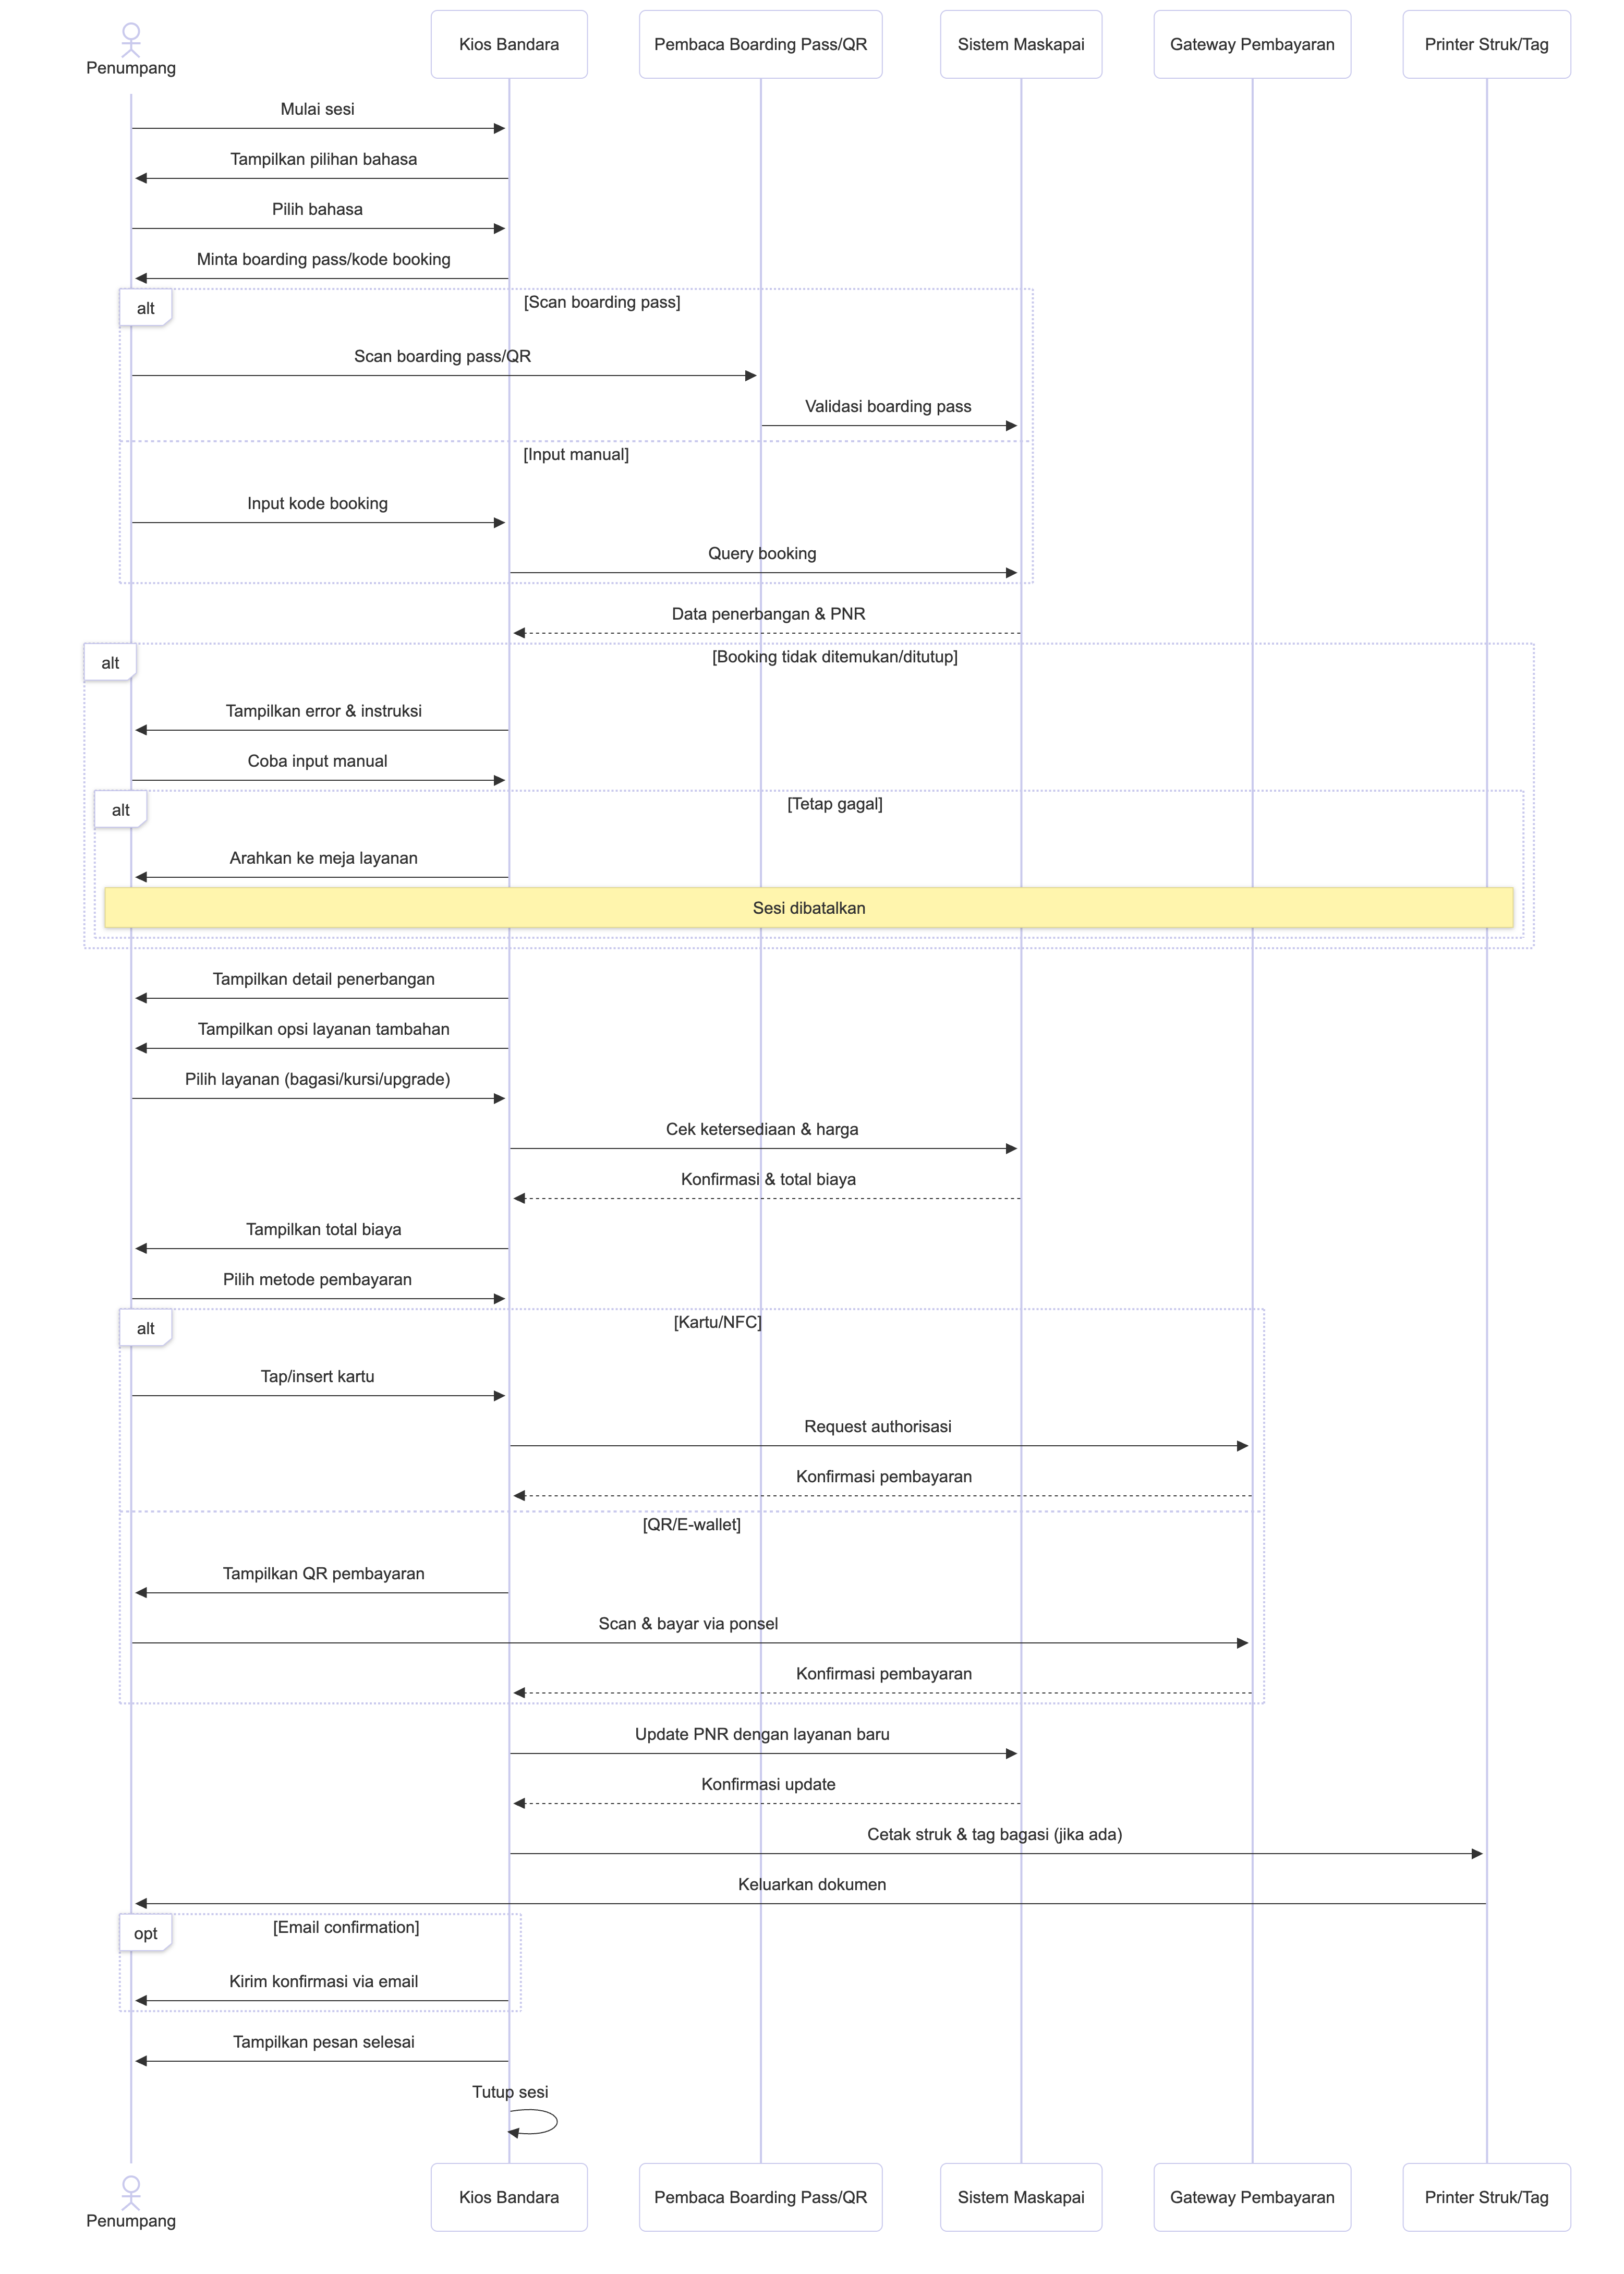 Penumpang
Kios Bandara
Pembaca Boarding Pass/QR
Sistem Maskapai
Gateway Pembayaran
Printer Struk/Tag
Mulai sesi
Tampilkan pilihan bahasa
Pilih bahasa
Minta boarding pass/kode booking
alt
[Scan boarding pass]
Scan boarding pass/QR
Validasi boarding pass
[Input manual]
Input kode booking
Query booking
Data penerbangan & PNR
alt
[Booking tidak ditemukan/ditutup]
Tampilkan error & instruksi
Coba input manual
alt
[Tetap gagal]
Arahkan ke meja layanan
Sesi dibatalkan
Tampilkan detail penerbangan
Tampilkan opsi layanan tambahan
Pilih layanan (bagasi/kursi/upgrade)
Cek ketersediaan & harga
Konfirmasi & total biaya
Tampilkan total biaya
Pilih metode pembayaran
alt
[Kartu/NFC]
Tap/insert kartu
Request authorisasi
Konfirmasi pembayaran
[QR/E-wallet]
Tampilkan QR pembayaran
Scan & bayar via ponsel
Konfirmasi pembayaran
Update PNR dengan layanan baru
Konfirmasi update
Cetak struk & tag bagasi (jika ada)
Keluarkan dokumen
opt
[Email confirmation]
Kirim konfirmasi via email
Tampilkan pesan selesai
Tutup sesi
Penumpang
Kios Bandara
Pembaca Boarding Pass/QR
Sistem Maskapai
Gateway Pembayaran
Printer Struk/Tag